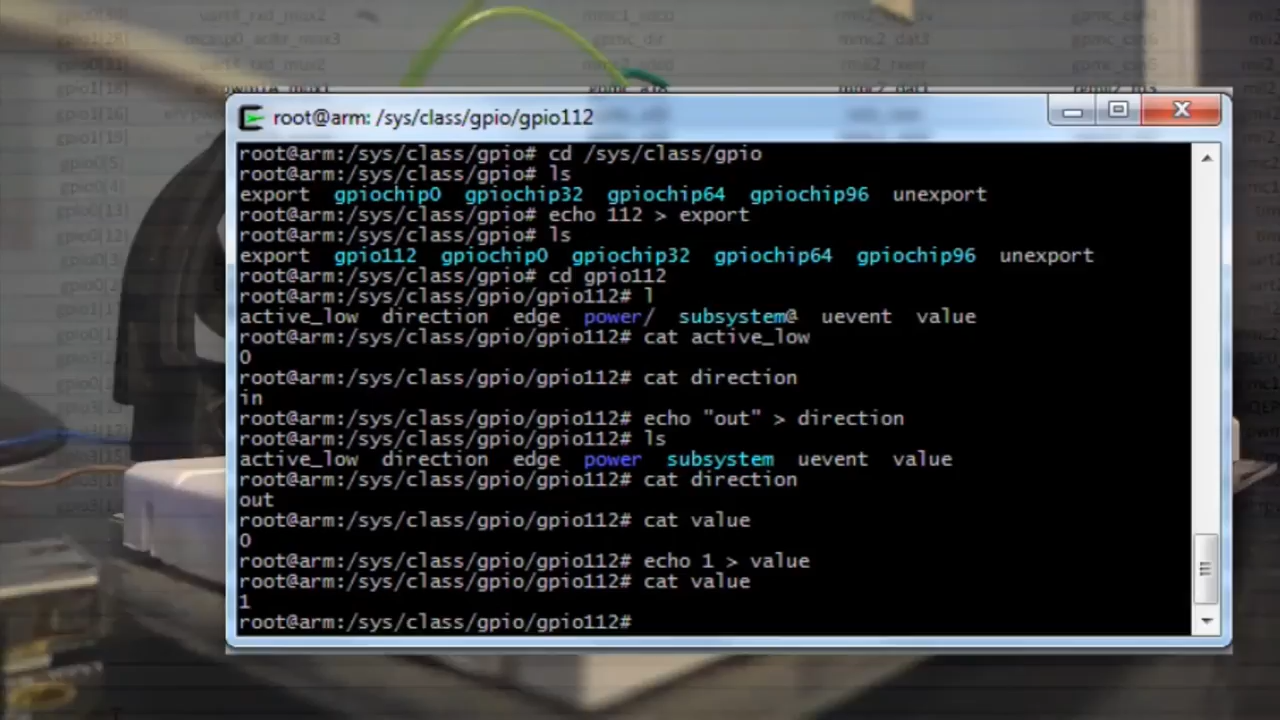 root@arm: /sys/class/gpio/gpio112
root@arm:/sys/class/gpio# cd /sys/class/gpio
root@arm:/sys/class/gpio# ls
export gpiochip0 gpiochip32 gpiochip64 gpiochip96 unexport
root@arm:/sys/class/gpio# echo 112 > export
root@arm:/sys/class/gpio# ls
export gpio112 gpiochip0 gpiochip32 gpiochip64 gpiochip96 unexport
root@arm:/sys/class/gpio# cd gpio112
root@arm:/sys/class/gpio/gpio112# l
active_low direction edge power/ subsystem@ uevent value
root@arm:/sys/class/gpio/gpio112# cat active_low
0
root@arm:/sys/class/gpio/gpio112# cat direction
in
root@arm:/sys/class/gpio/gpio112# echo "out" > direction
root@arm:/sys/class/gpio/gpio112# ls
active_low direction edge power subsystem uevent value
root@arm:/sys/class/gpio/gpio112# cat direction
out
root@arm:/sys/class/gpio/gpio112# cat value
0
root@arm:/sys/class/gpio/gpio112# echo 1 > value
root@arm:/sys/class/gpio/gpio112# cat value
1
root@arm:/sys/class/gpio/gpio112#